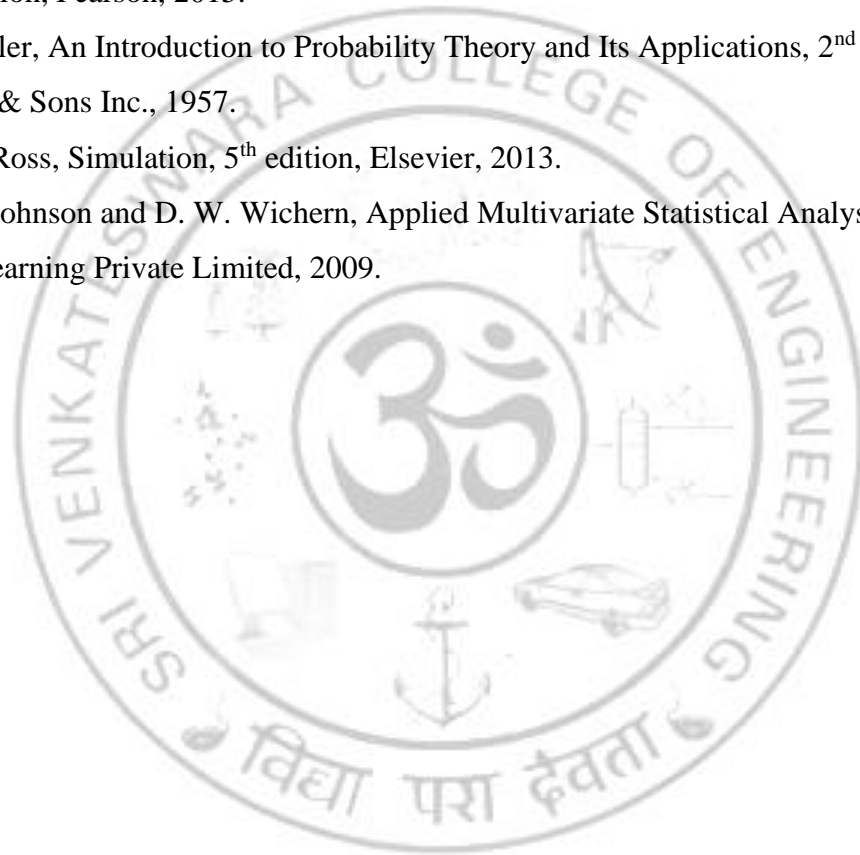 ion, Pearson, 2015.
ler, An Introduction to Probability Theory and Its Applications, 2nd
& Sons Inc., 1957.
Ross, Simulation, 5th edition, Elsevier, 2013.
ohnson and D. W. Wichern, Applied Multivariate Statistical Analys
earning Private Limited, 2009.
SRI VENKATESWARA COLLEGE OF ENGINEERING
ॐ
विद्या परा देवता